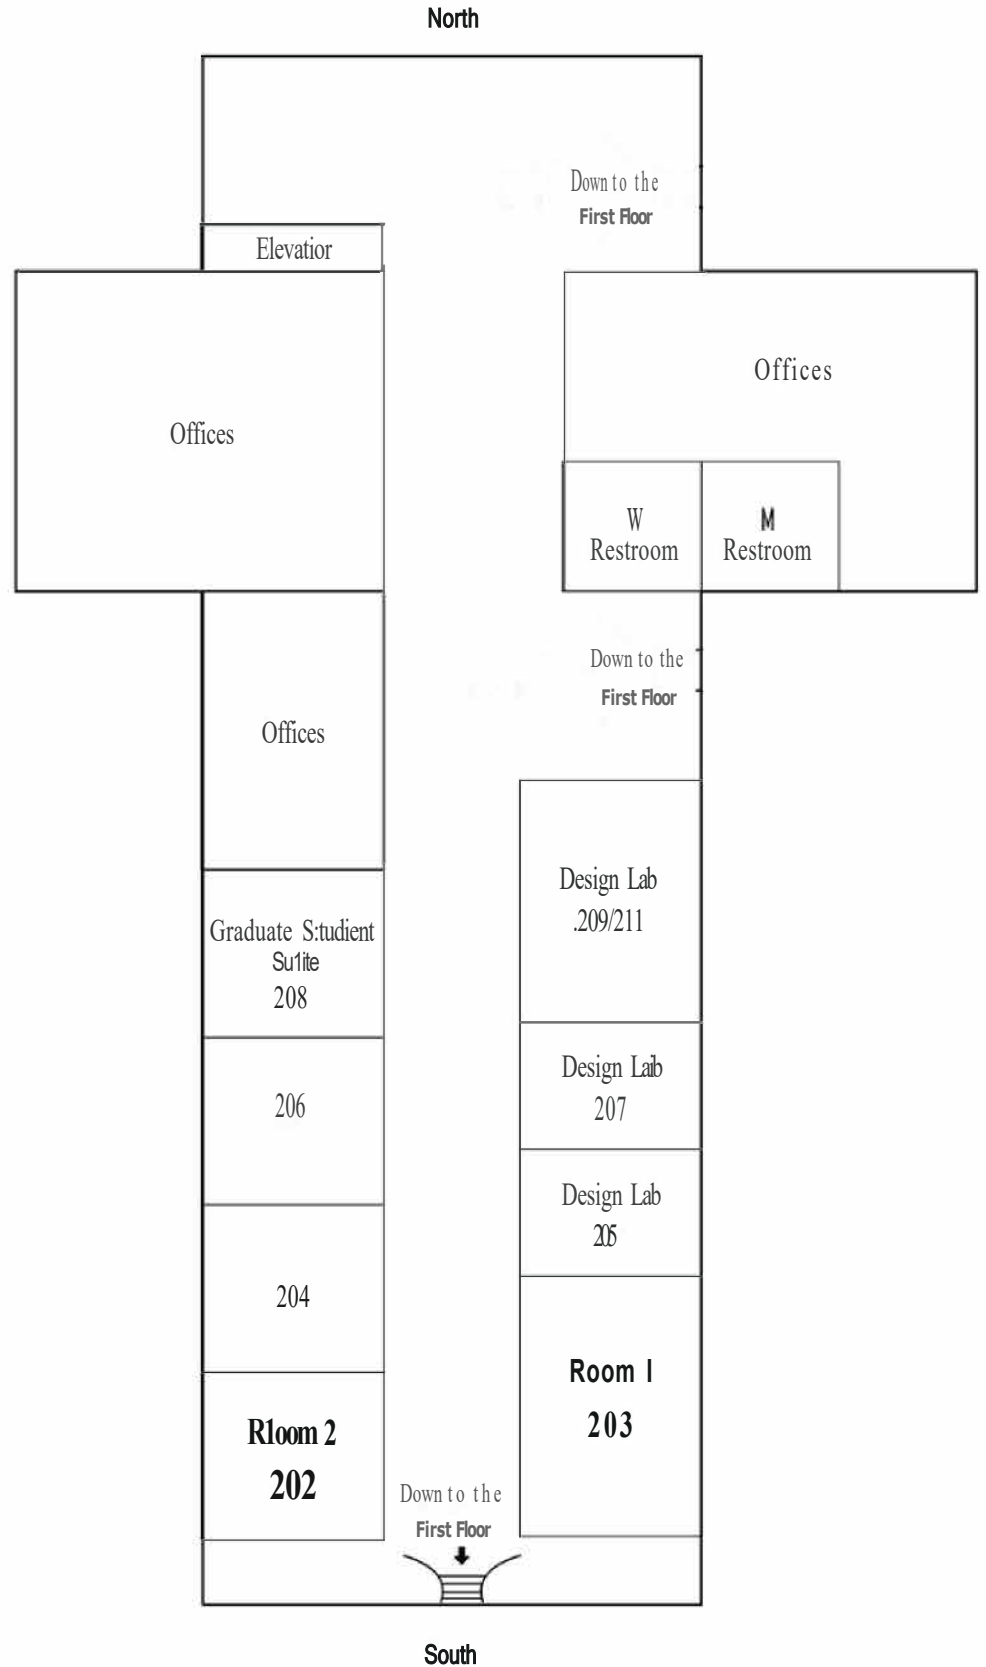 North
Down to the
First Floor
Elevatior
Offices
Offices
W
Restroom
M
Restroom
Down to the
First Floor
Offices
Design Lab
.209/211
Graduate S:tudient
Su1ite
208
Design Laib
207
206
Design Lab
205
204
Room I
203
R1oom 2
202
Down to the
First Floor
South